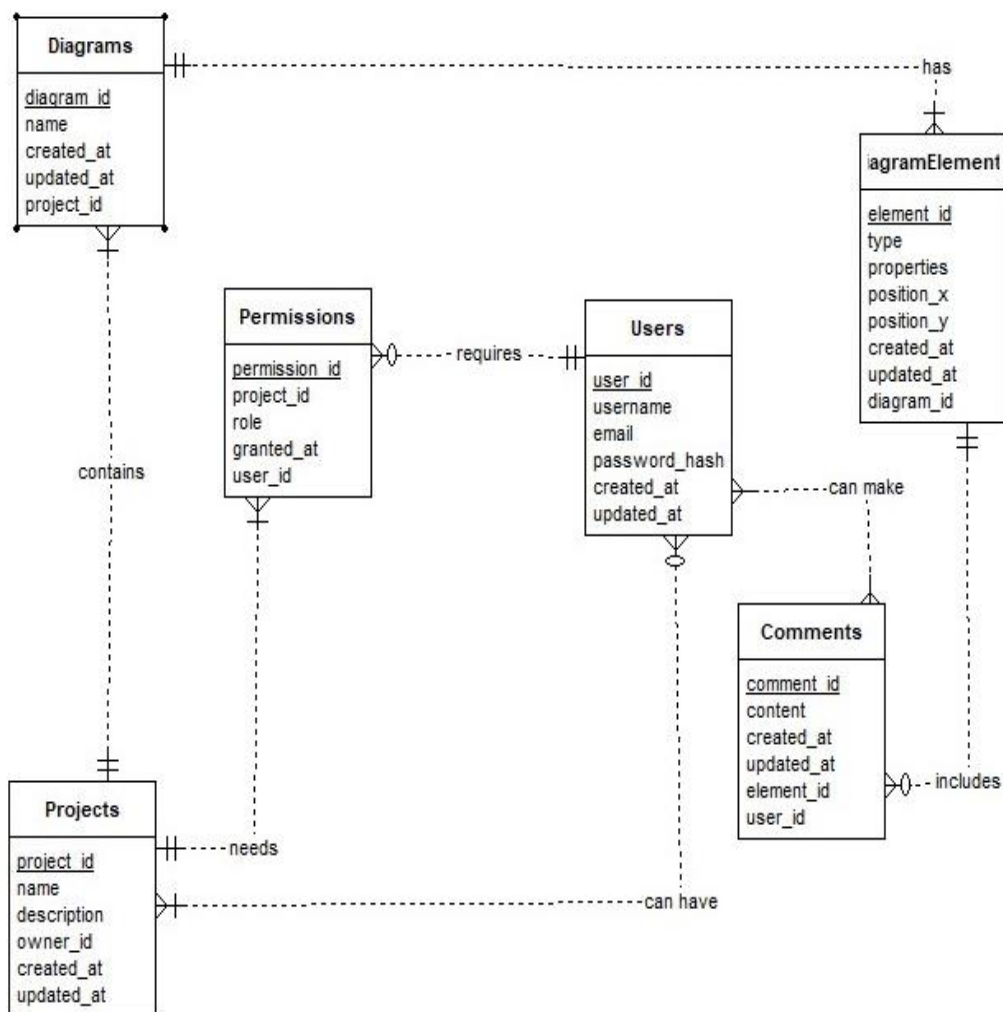 Diagrams
diagram_id
name
created_at
updated_at
project_id
has
iagramElement
element_id
type
properties
position_x
position_y
created_at
updated_at
diagram_id
Permissions
permission_id
project_id
role
granted_at
user_id
requires
Users
user_id
username
email
password_hash
created_at
updated_at
contains
can make
Comments
comment_id
content
created_at
updated_at
element_id
user_id
includes
Projects
project_id
name
description
owner_id
created_at
updated_at
needs
can have